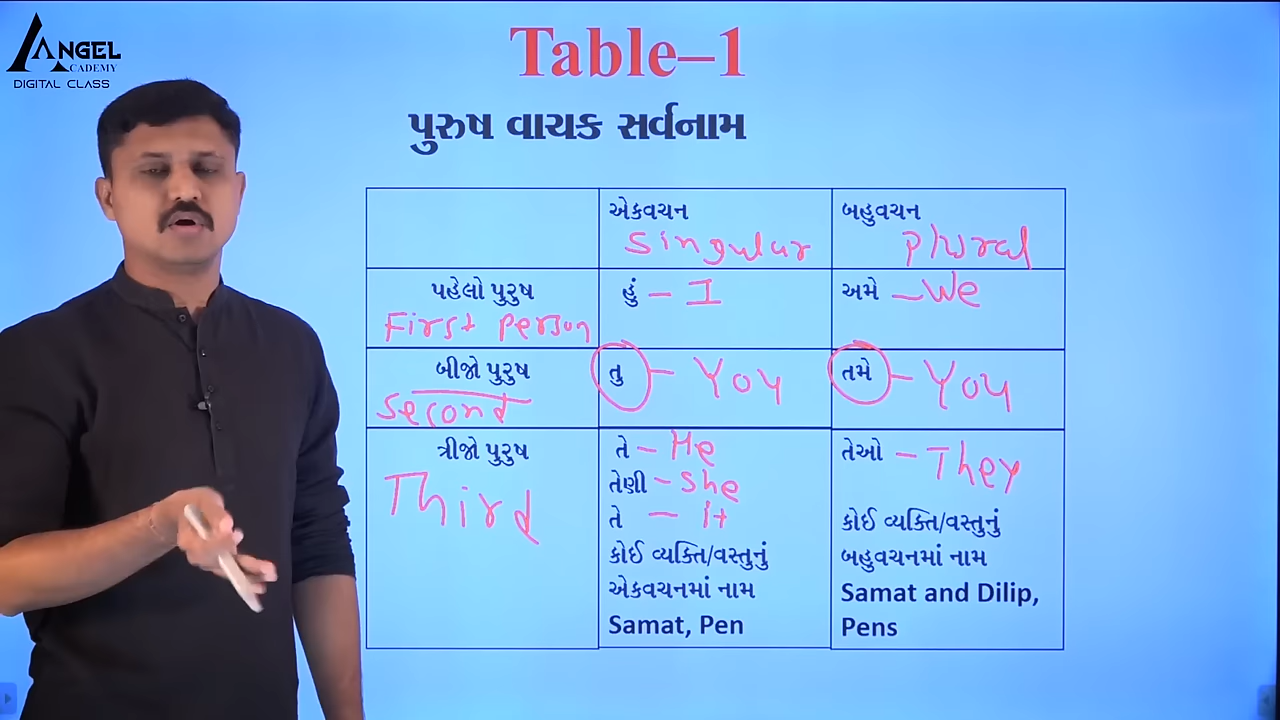 ANGEL
ACADEMY
DIGITAL CLASS
Table–1
પુરુષ વાચક સર્વનામ
એકવચન
Singular
બહુવચન
Plural
પહેલો પુરુષ
First Person
હું – I
અમે – We
બીજો પુરુષ
Second
તુ – You
તમે – You
ત્રીજો પુરુષ
Third
તે – He
તેણી – She
તે – it
કોઈ વ્યક્તિ/વસ્તુનું
એકવચનમાં નામ
Samat, Pen
તેઓ – They
કોઈ વ્યક્તિ/વસ્તુનું
બહુવચનમાં નામ
Samat and Dilip,
Pens